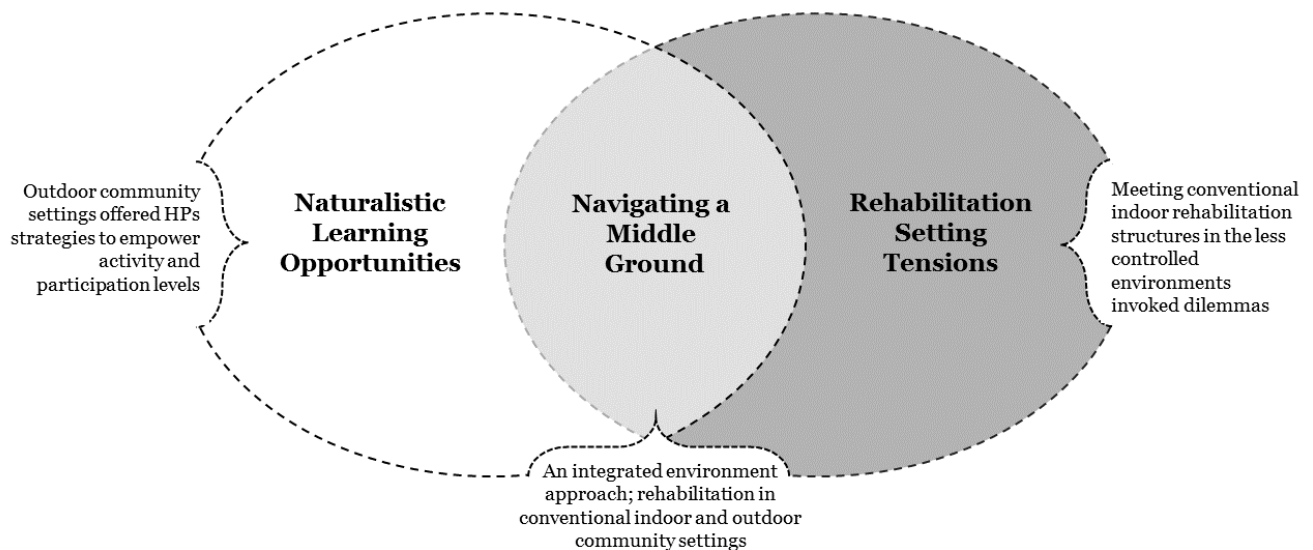 Outdoor community
settings offered HPs
strategies to empower
activity and
participation levels
Naturalistic
Learning
Opportunities
Navigating a
Middle
Ground
Rehabilitation
Setting
Tensions
Meeting conventional
indoor rehabilitation
structures in the less
controlled
environments
invoked dilemmas
An integrated environment
approach; rehabilitation in
conventional indoor and outdoor
community settings